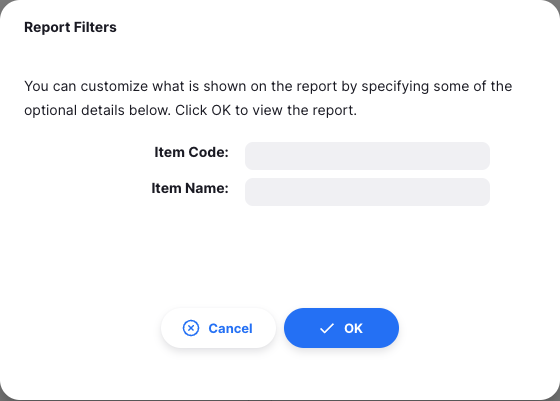 Report Filters
You can customize what is shown on the report by specifying some of the
optional details below. Click OK to view the report.
Item Code:
Item Name:
Cancel OK